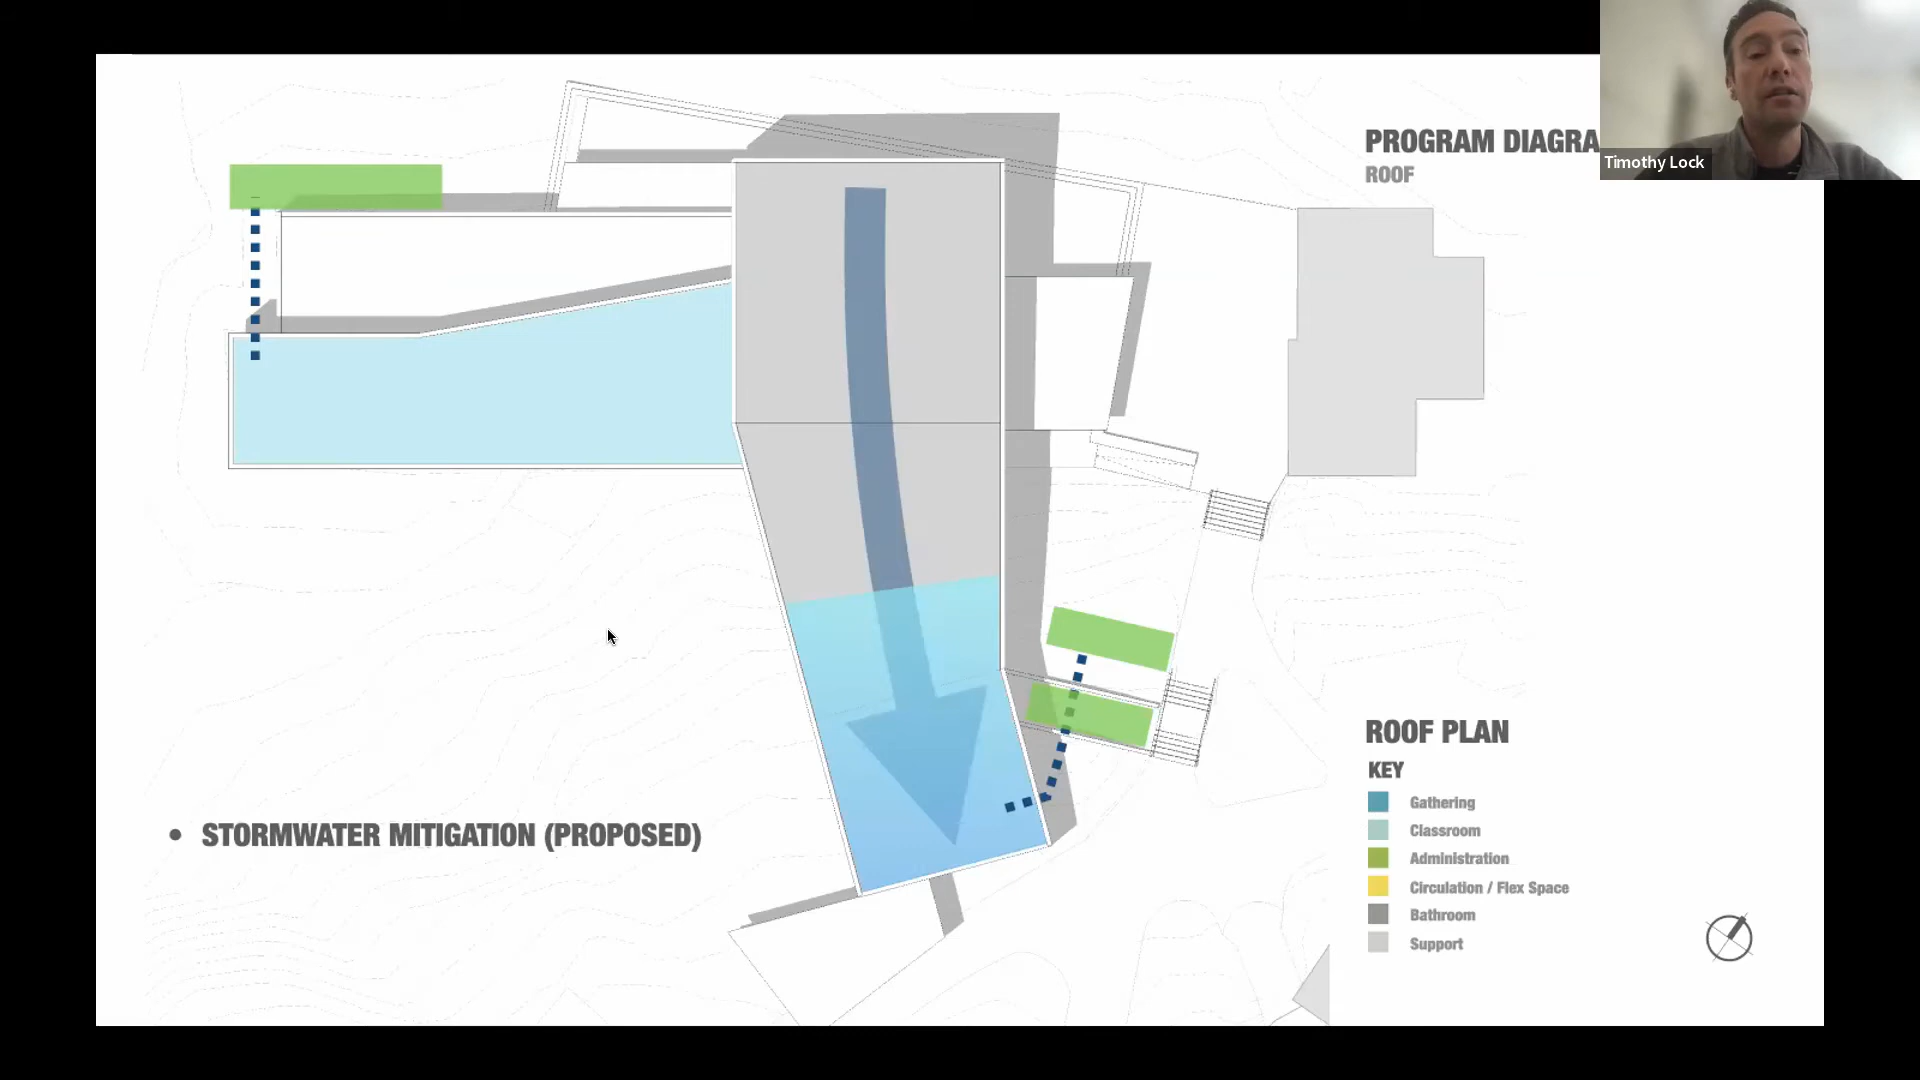 PROGRAM DIAGRA
ROOF
Timothy Lock
STORMWATER MITIGATION (PROPOSED)
ROOF PLAN
KEY
Gathering
Classroom
Administration
Circulation / Flex Space
Bathroom
Support